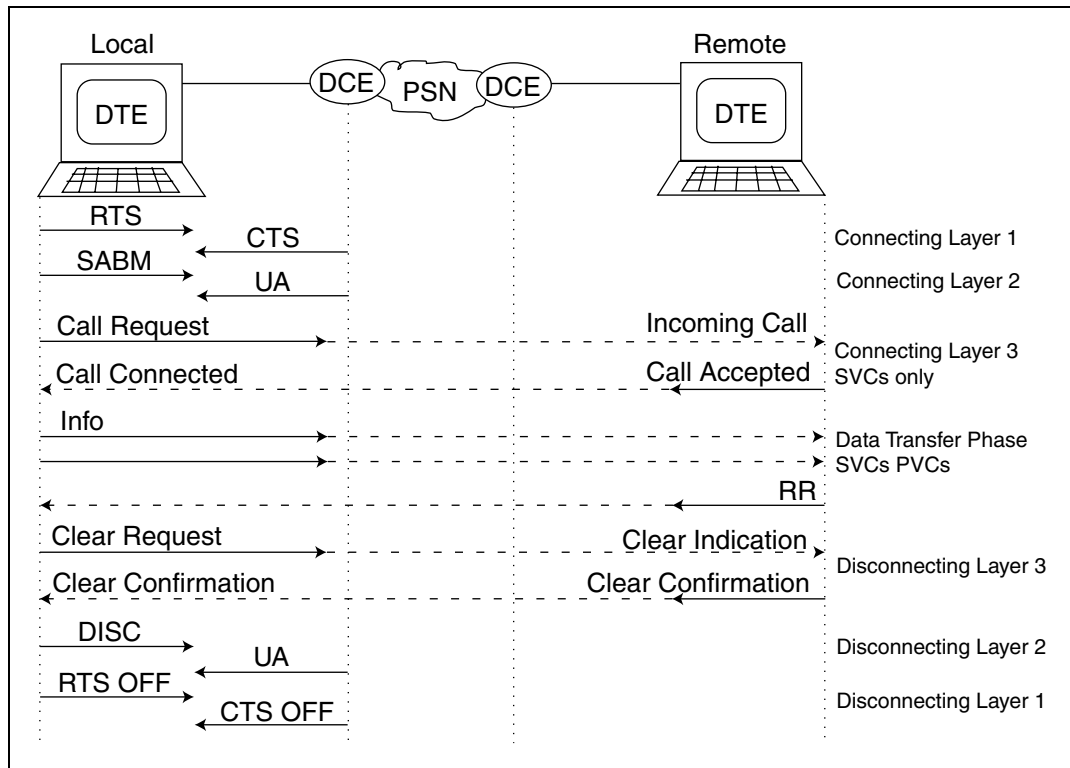 Local
Remote
DTE
DCE
PSN
DCE
DTE
RTS
CTS
Connecting Layer 1
SABM
UA
Connecting Layer 2
Call Request
Incoming Call
Connecting Layer 3
SVCs only
Call Connected
Call Accepted
Info
Data Transfer Phase
SVCs PVCs
RR
Clear Request
Clear Indication
Disconnecting Layer 3
Clear Confirmation
Clear Confirmation
DISC
UA
Disconnecting Layer 2
RTS OFF
CTS OFF
Disconnecting Layer 1